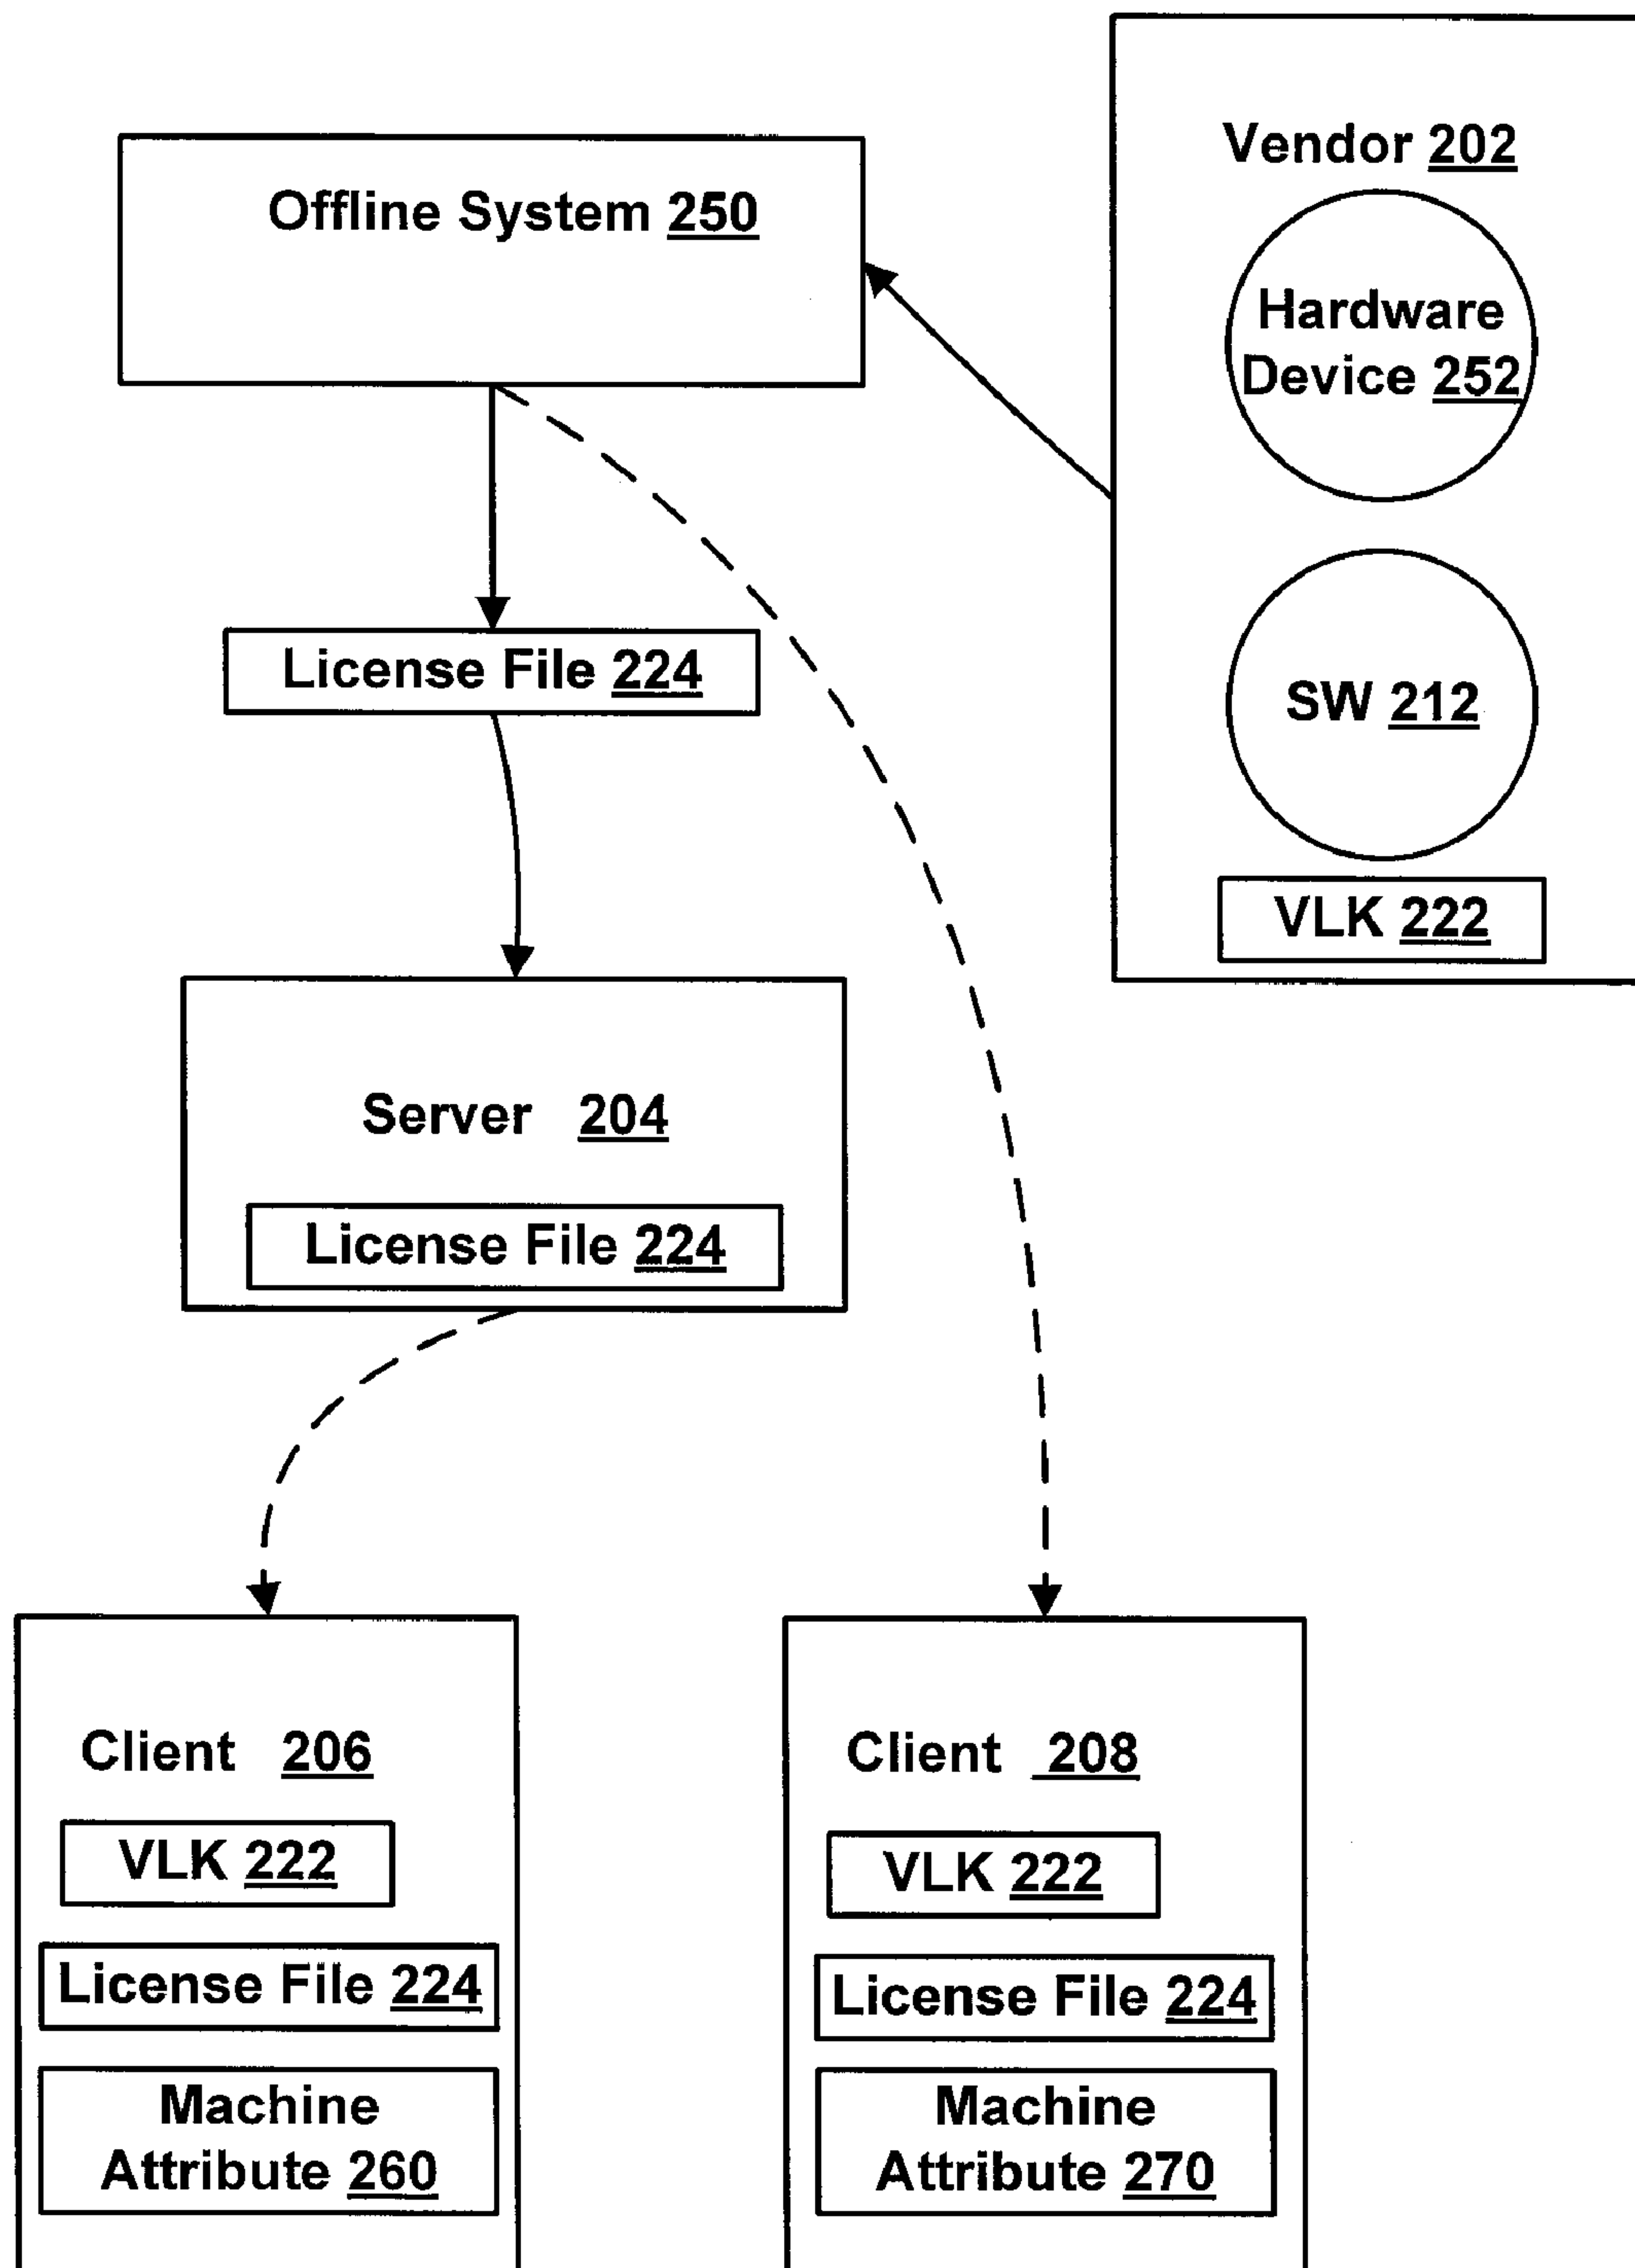 Vendor 202
Offline System 250
Hardware
Device 252
License File 224
SW 212
VLK 222
Server 204
License File 224
Client 206
VLK 222
License File 224
Machine
Attribute 260
Client 208
VLK 222
License File 224
Machine
Attribute 270